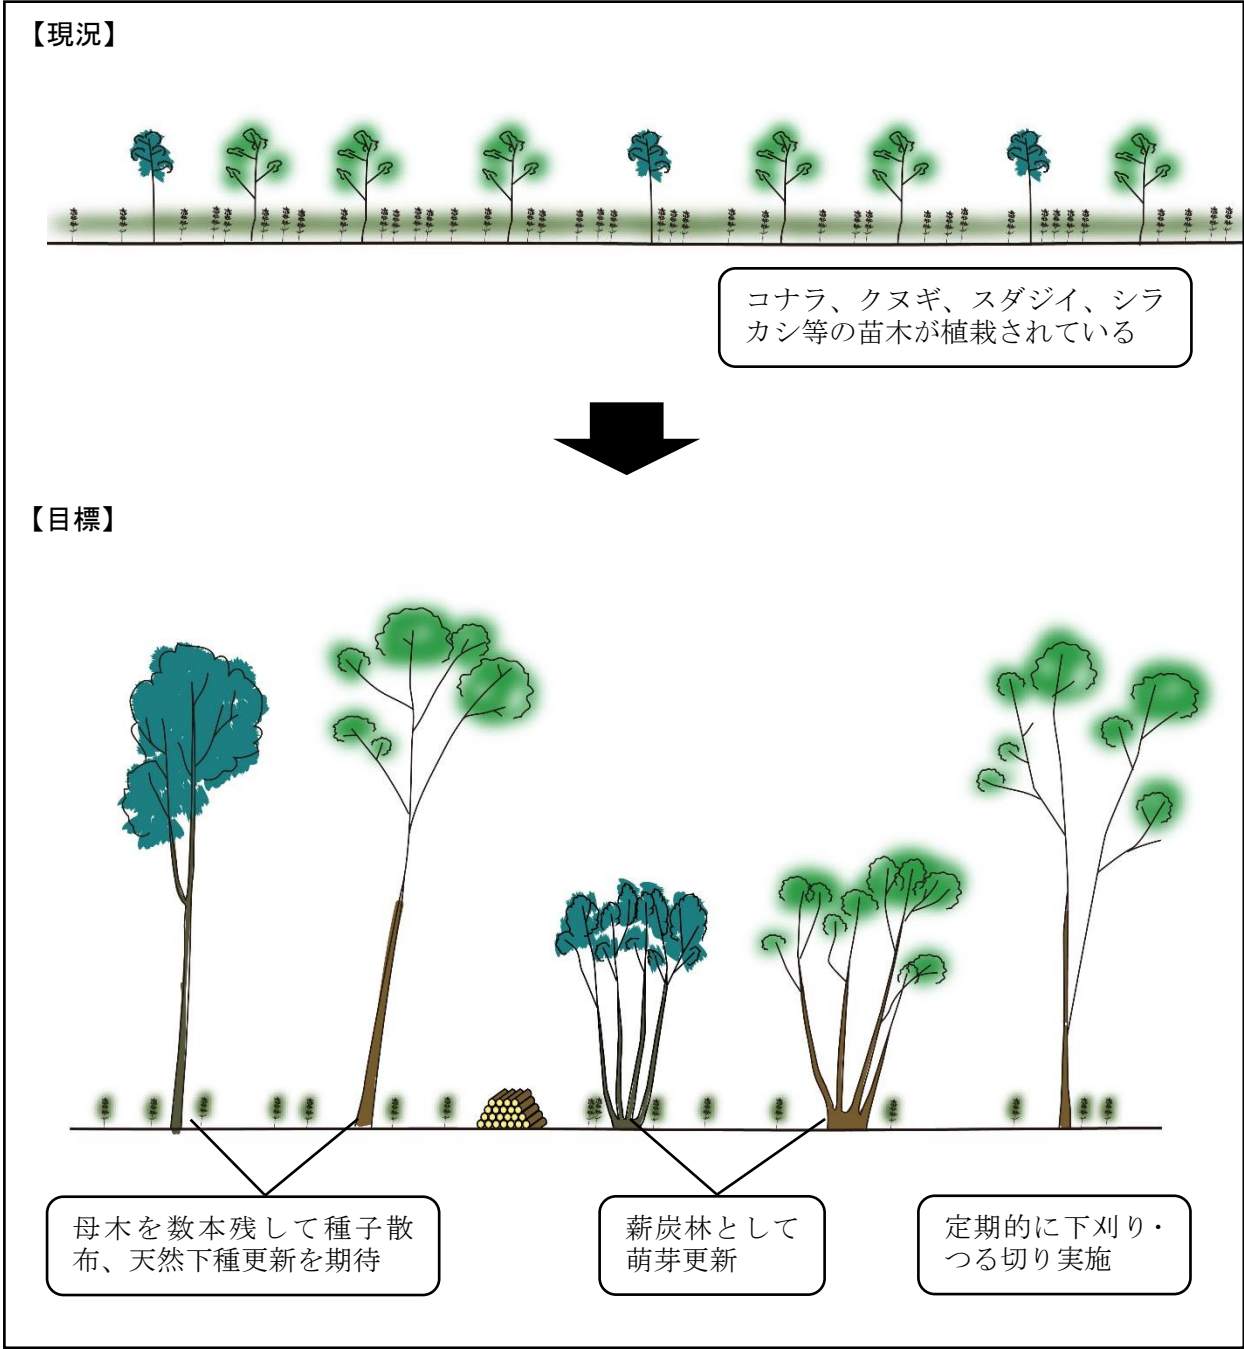 【現況】
コナラ、クヌギ、スダジイ、シラ
カシ等の苗木が植栽されている
【目標】
母木を数本残して種子散
布、天然下種更新を期待
薪炭林として
萌芽更新
定期的に下刈り・
つる切り実施